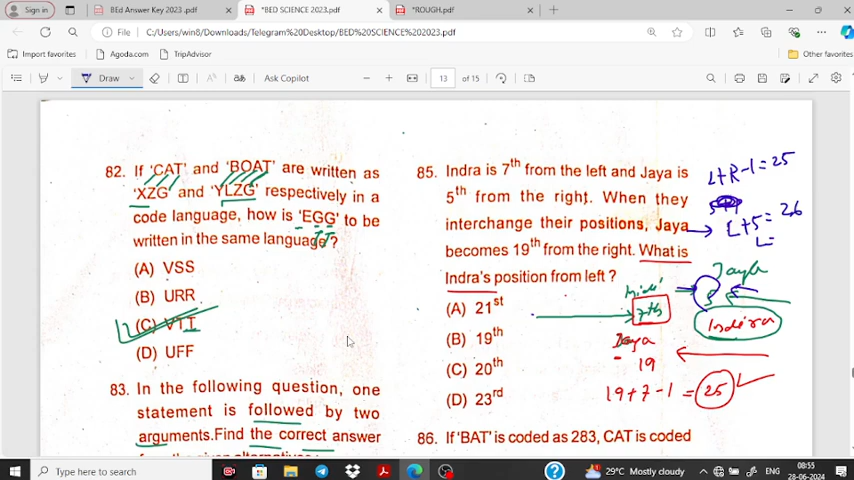 Sign in
BEd Answer Key 2023 .pdf
*BED SCIENCE 2023.pdf
*ROUGH.pdf
File
C:/Users/win8/Downloads/Telegram%20Desktop/BED%20SCIENCE%202023.pdf
Import favorites
Agoda.com
TripAdvisor
Other favorites
Draw
Ask Copilot
13 of 15
82. If 'CAT' and 'BOAT' are written as
'XZG' and 'YLZG' respectively in a
code language, how is 'EGG' to be
written in the same language ?
(A) VSS
(B) URR
(C) VTT
(D) UFF
83. In the following question, one
statement is followed by two
arguments.Find the correct answer
85. Indra is 7th from the left and Jaya is
5th from the right. When they
interchange their positions, Jaya
becomes 19th from the right. What is
Indra's position from left ?
(A) 21st
(B) 19th
(C) 20th
(D) 23rd
86. If 'BAT' is coded as 283, CAT is coded
L+R-1=25
L+5=26
L=
7th
5
Indira
19
19+7-1=25
Type here to search
29°C Mostly cloudy
ENG
08:55
28-06-2024